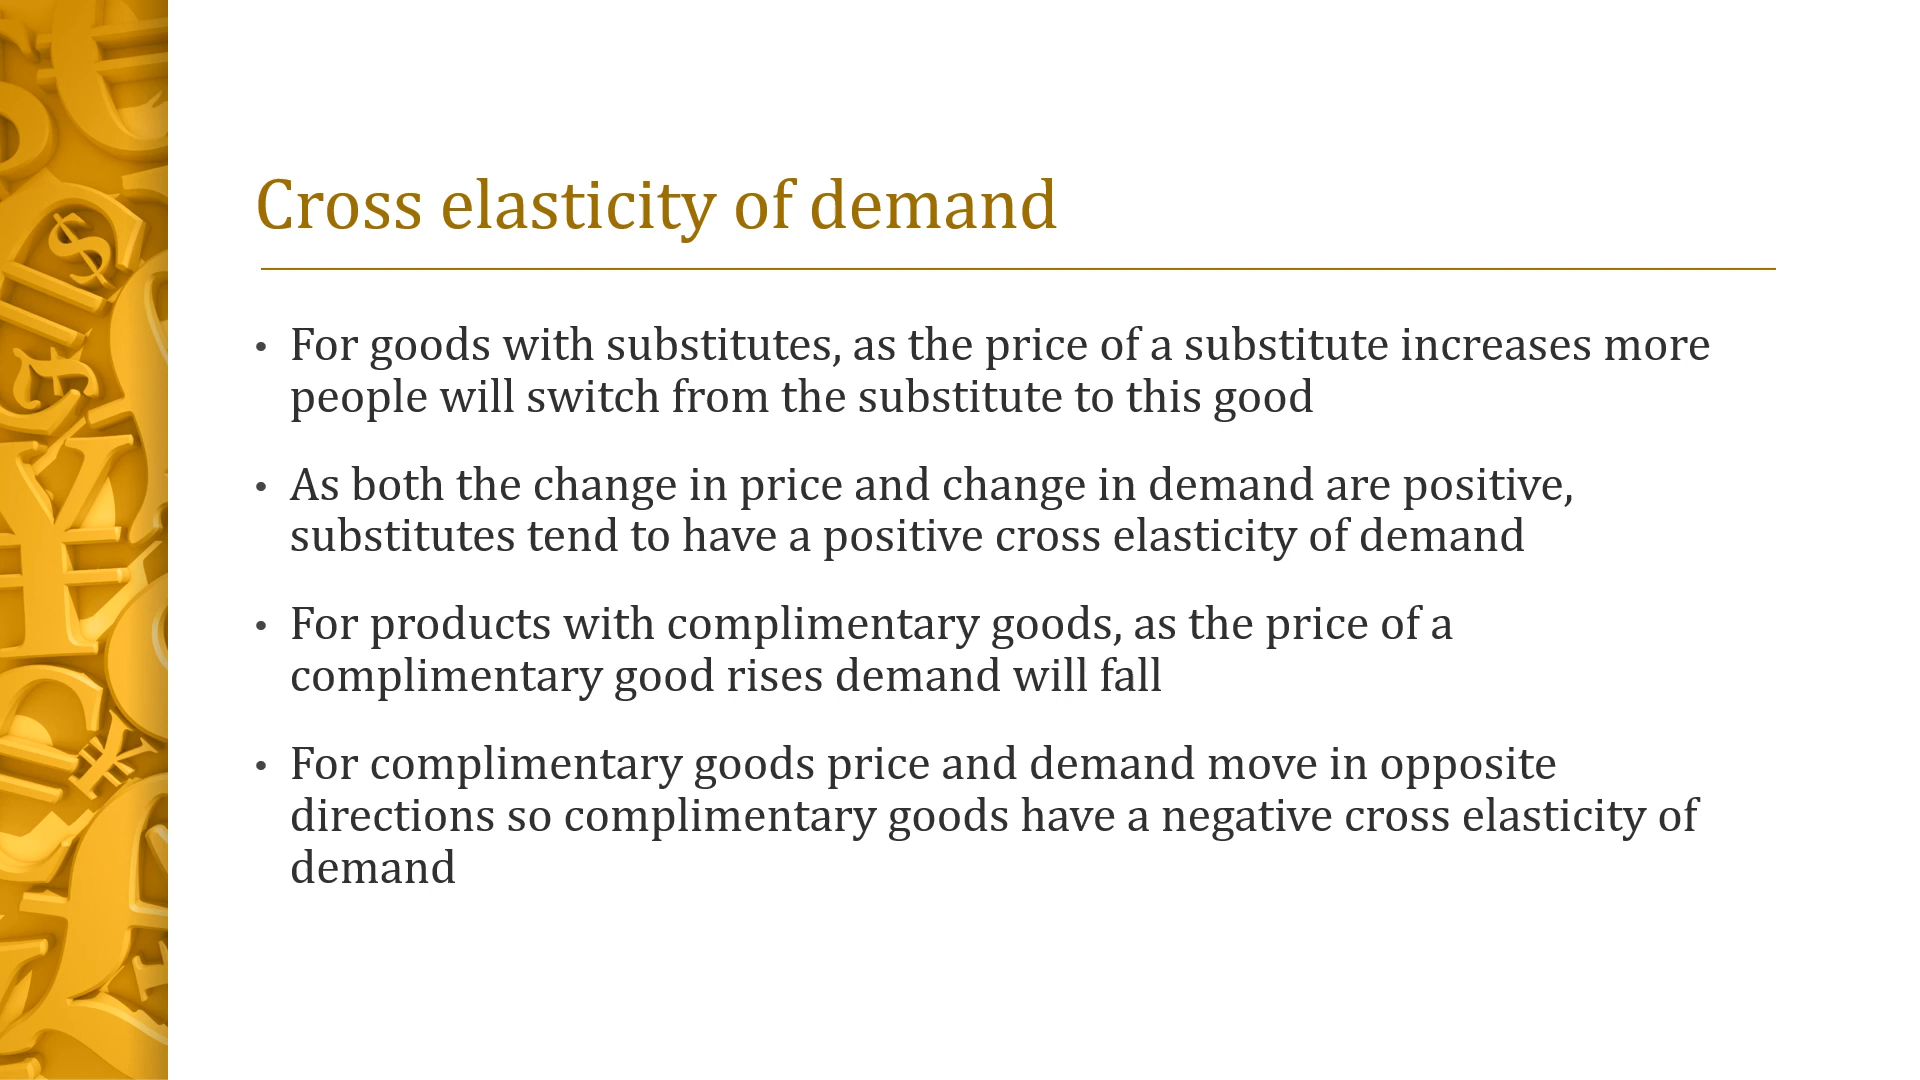 Cross elasticity of demand
• For goods with substitutes, as the price of a substitute increases more
people will switch from the substitute to this good
• As both the change in price and change in demand are positive,
substitutes tend to have a positive cross elasticity of demand
• For products with complimentary goods, as the price of a
complimentary good rises demand will fall
• For complimentary goods price and demand move in opposite
directions so complimentary goods have a negative cross elasticity of
demand